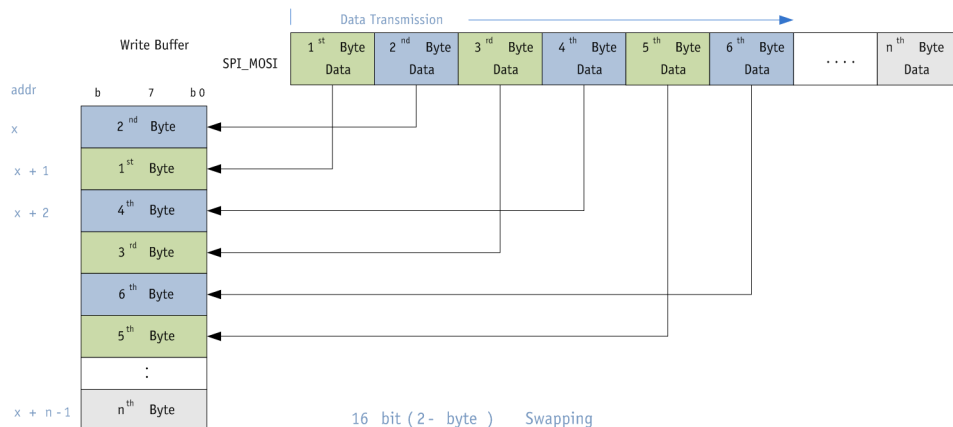 Data Transmission
Write Buffer
SPI_MOSI
1st Byte Data
2nd Byte Data
3rd Byte Data
4th Byte Data
5th Byte Data
6th Byte Data
....
nth Byte Data
addr
b 7 b 0
x
2nd Byte
x + 1
1st Byte
x + 2
4th Byte
3rd Byte
6th Byte
5th Byte
:
x + n-1
nth Byte
16 bit (2- byte ) Swapping